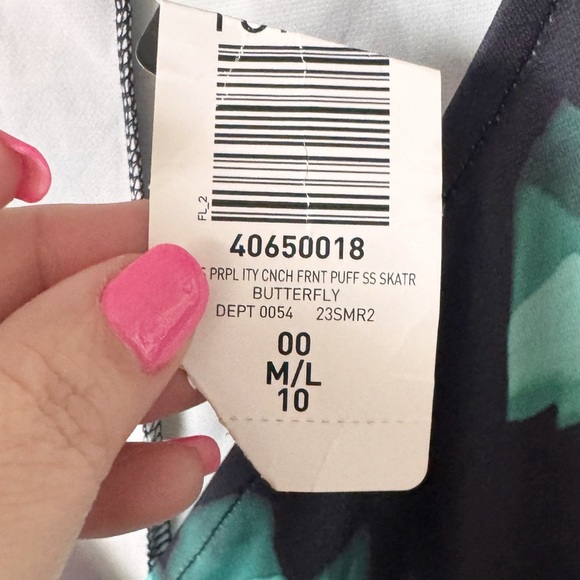 FL_2
40650018
PRPL ITY CNCH FRNT PUFF SS SKATR
BUTTERFLY
DEPT 0054 23SMR2
00
M/L
10